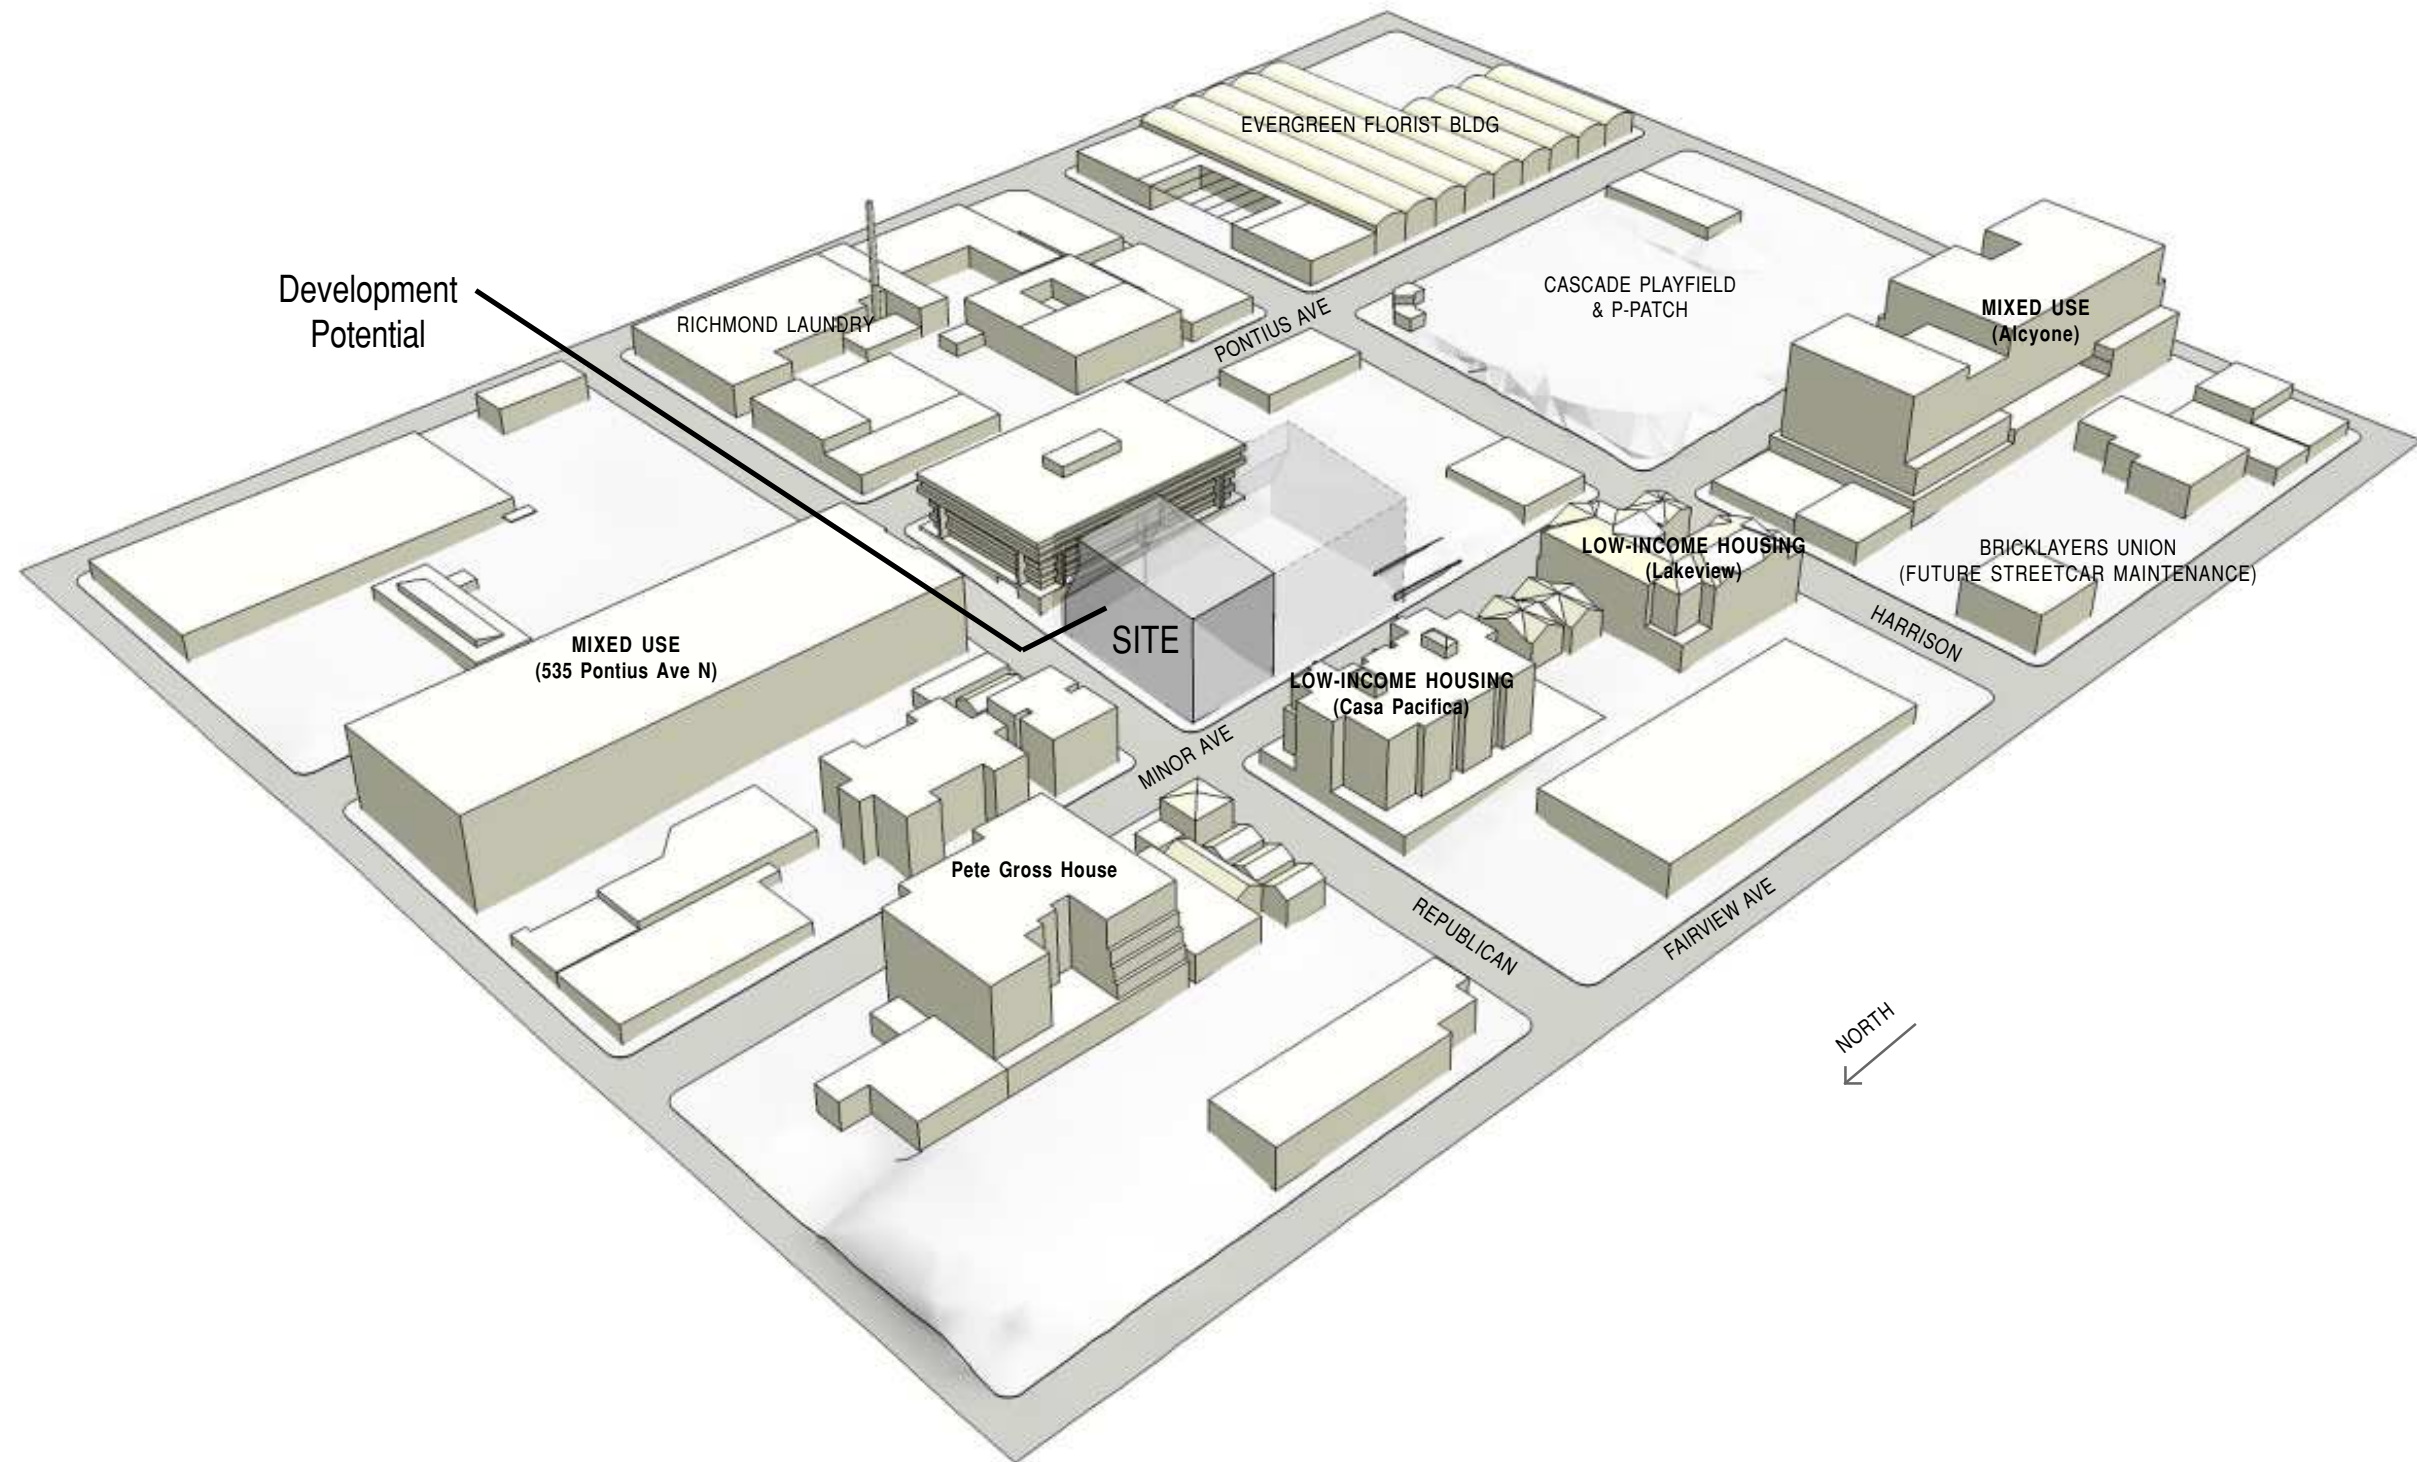 EVERGREEN FLORIST BLDG
Development
Potential
RICHMOND LAUNDRY
PONTIUS AVE
CASCADE PLAYFIELD
& P-PATCH
MIXED USE
(Alcyone)
LOW-INCOME HOUSING
(Lakeview)
BRICKLAYERS UNION
(FUTURE STREETCAR MAINTENANCE)
HARRISON
MIXED USE
(535 Pontius Ave N)
SITE
LOW-INCOME HOUSING
(Casa Pacifica)
MINOR AVE
Pete Gross House
REPUBLICAN
FAIRVIEW AVE
NORTH